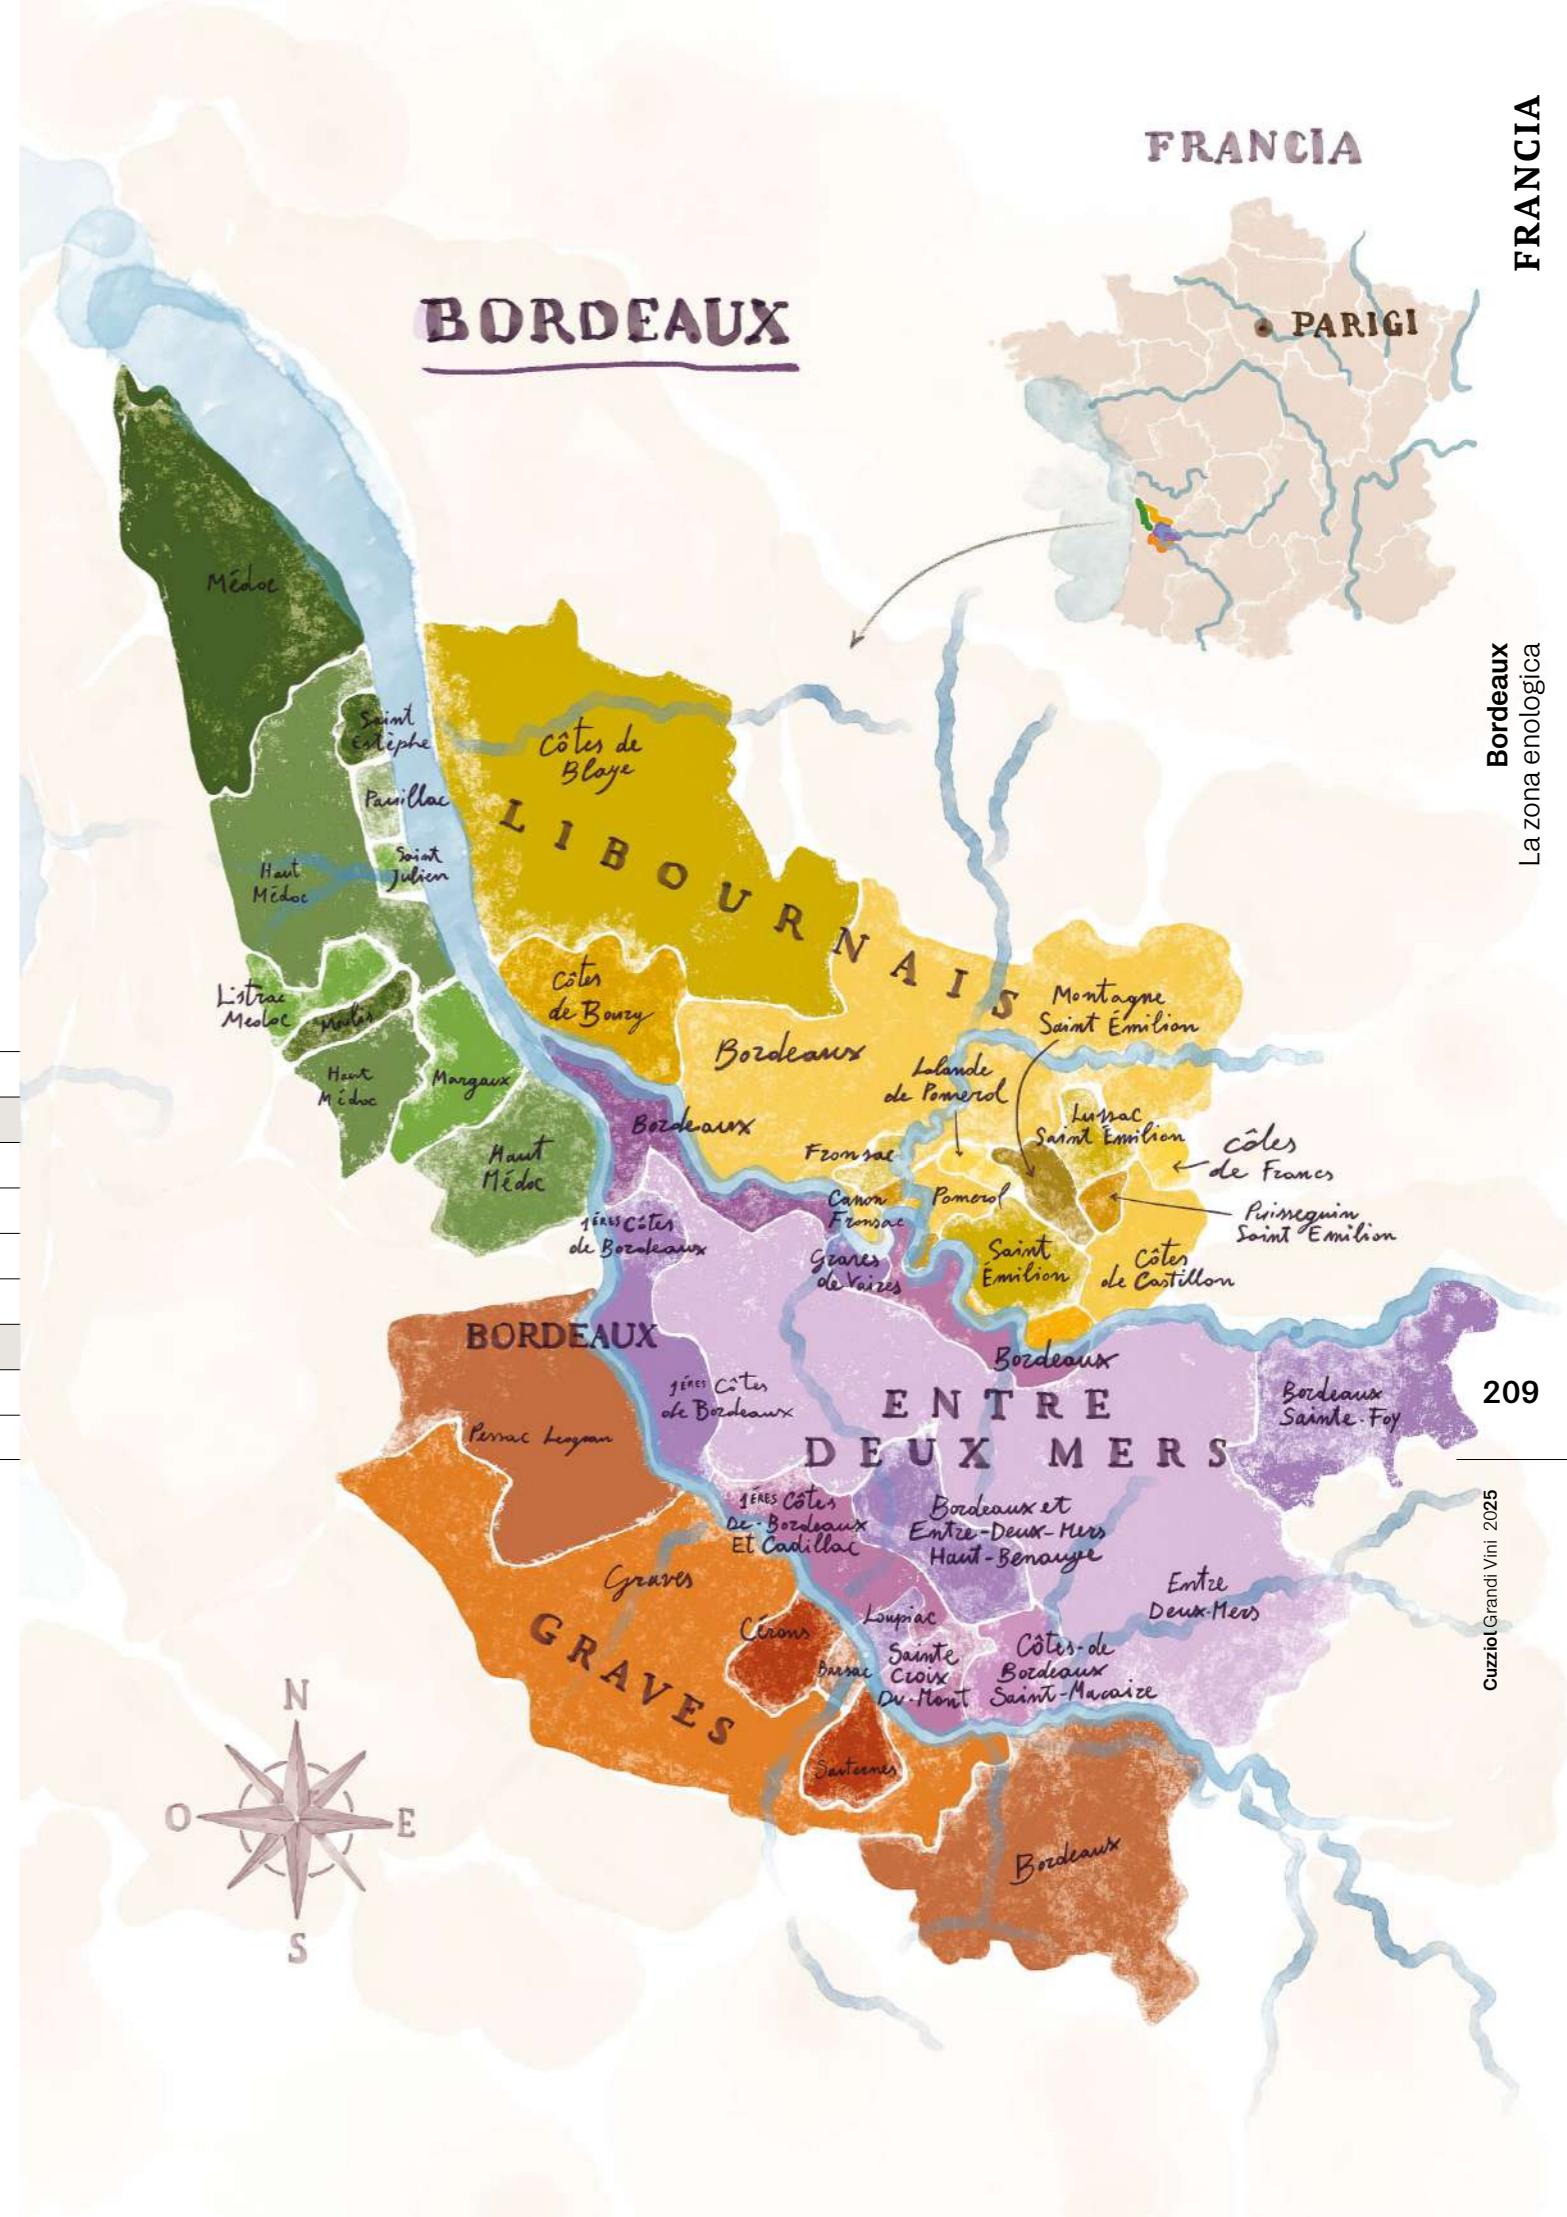 FRANCIA
FRANCIA
PARIGI
BORDEAUX
Bordeaux
La zona enologica
Médoc
Saint
Estèphe
Pauillac
Saint
Julien
Haut
Médoc
Côtes de
Blaye
LIBOURNAIS
Côtes
de Bourg
Listrac
Medoc
Moulis
Haut
Médoc
Margaux
Haut
Médoc
Bordeaux
Bordeaux
Montagne
Saint Émilion
Lalande
de Pomerol
Lussac
Saint Émilion
Côtes
de Francs
Fronsac
Canon
Fronsac
Pomerol
Puisseguin
Saint Emilion
Saint
Émilion
Côtes
de Castillon
1ÈRES Côtes
de Bordeaux
Graves
de Vaires
BORDEAUX
Bordeaux
1ÈRES Côtes
de Bordeaux
ENTRE
DEUX MERS
Bordeaux
Sainte-Foy
209
Pessac Leognan
1ÈRES Côtes
De-Bordeaux
Et Cadillac
Bordeaux et
Entre-Deux-Mers
Haut-Benauge
Graves
GRAVES
Entre
Deux-Mers
Cérons
Loupiac
Barsac
Sainte
Croix
Du-Mont
Côtes-de
Bordeaux
Saint-Macaire
Sauternes
Bordeaux
N
O
E
S
Cuzziol Grandi Vini 2025